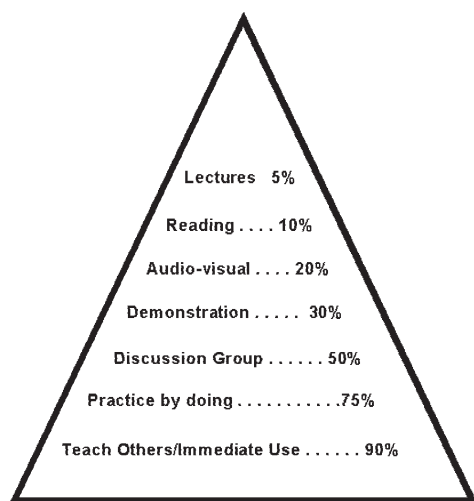 Lectures 5%
Reading . . . . 10%
Audio-visual . . . . 20%
Demonstration . . . . . 30%
Discussion Group . . . . . . 50%
Practice by doing . . . . . . . . . . .75%
Teach Others/Immediate Use . . . . . . 90%